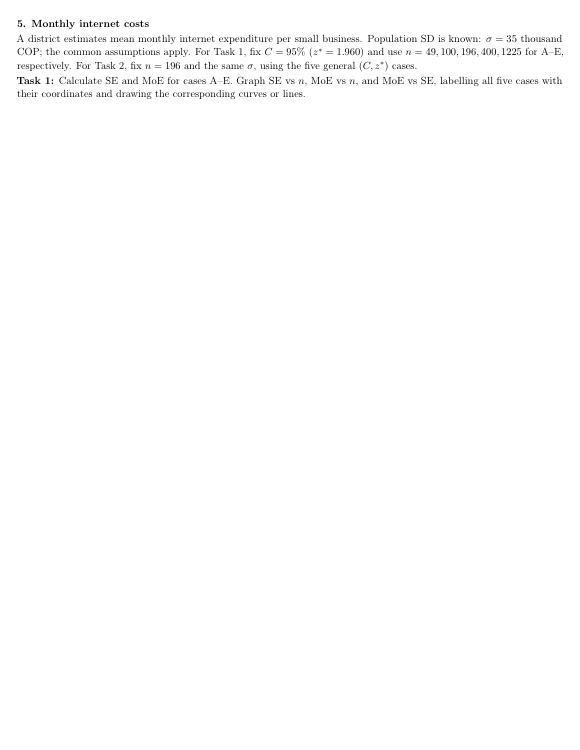 5. Monthly internet costs
A district estimates mean monthly internet expenditure per small business. Population SD is known: σ = 35 thousand
COP; the common assumptions apply. For Task 1, fix C = 95% (z* = 1.960) and use n = 49, 100, 196, 400, 1225 for A–E,
respectively. For Task 2, fix n = 196 and the same σ, using the five general (C, z*) cases.
Task 1: Calculate SE and MoE for cases A–E. Graph SE vs n, MoE vs n, and MoE vs SE, labelling all five cases with
their coordinates and drawing the corresponding curves or lines.